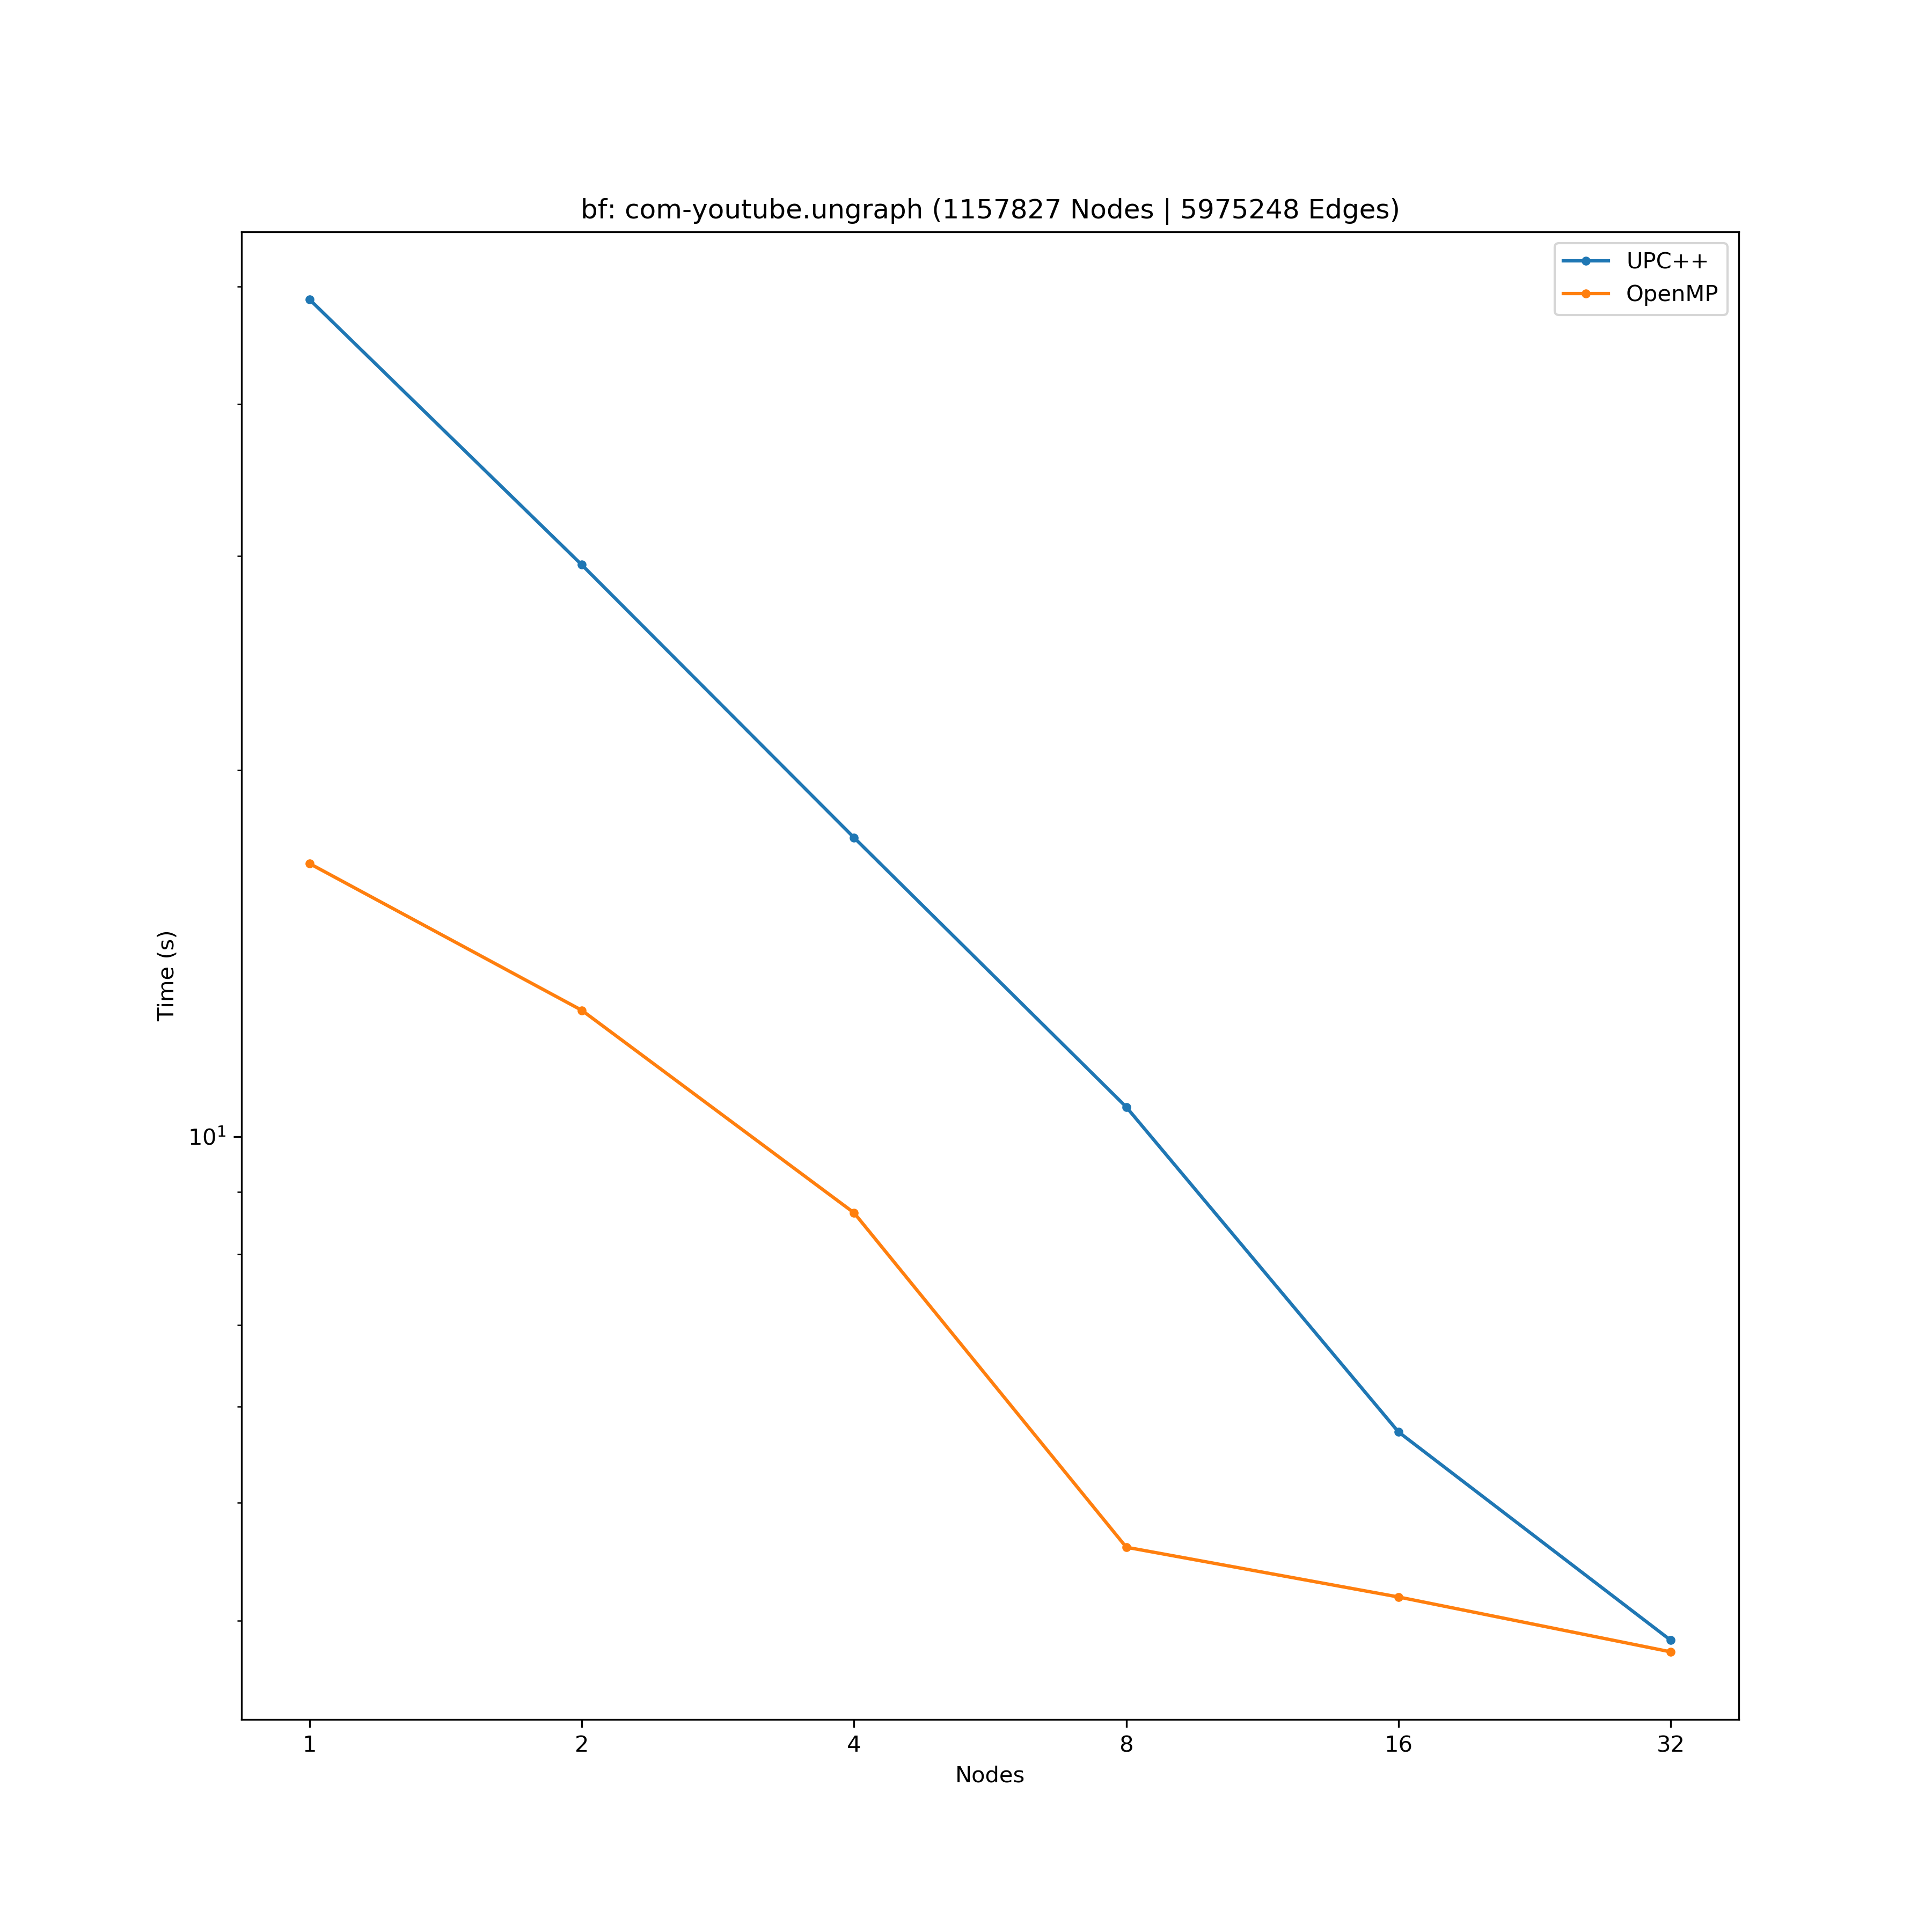 bf: com-youtube.ungraph (1157827 Nodes | 5975248 Edges)
UPC++
OpenMP
Time (s)
10¹
1 2 4 8 16 32
Nodes